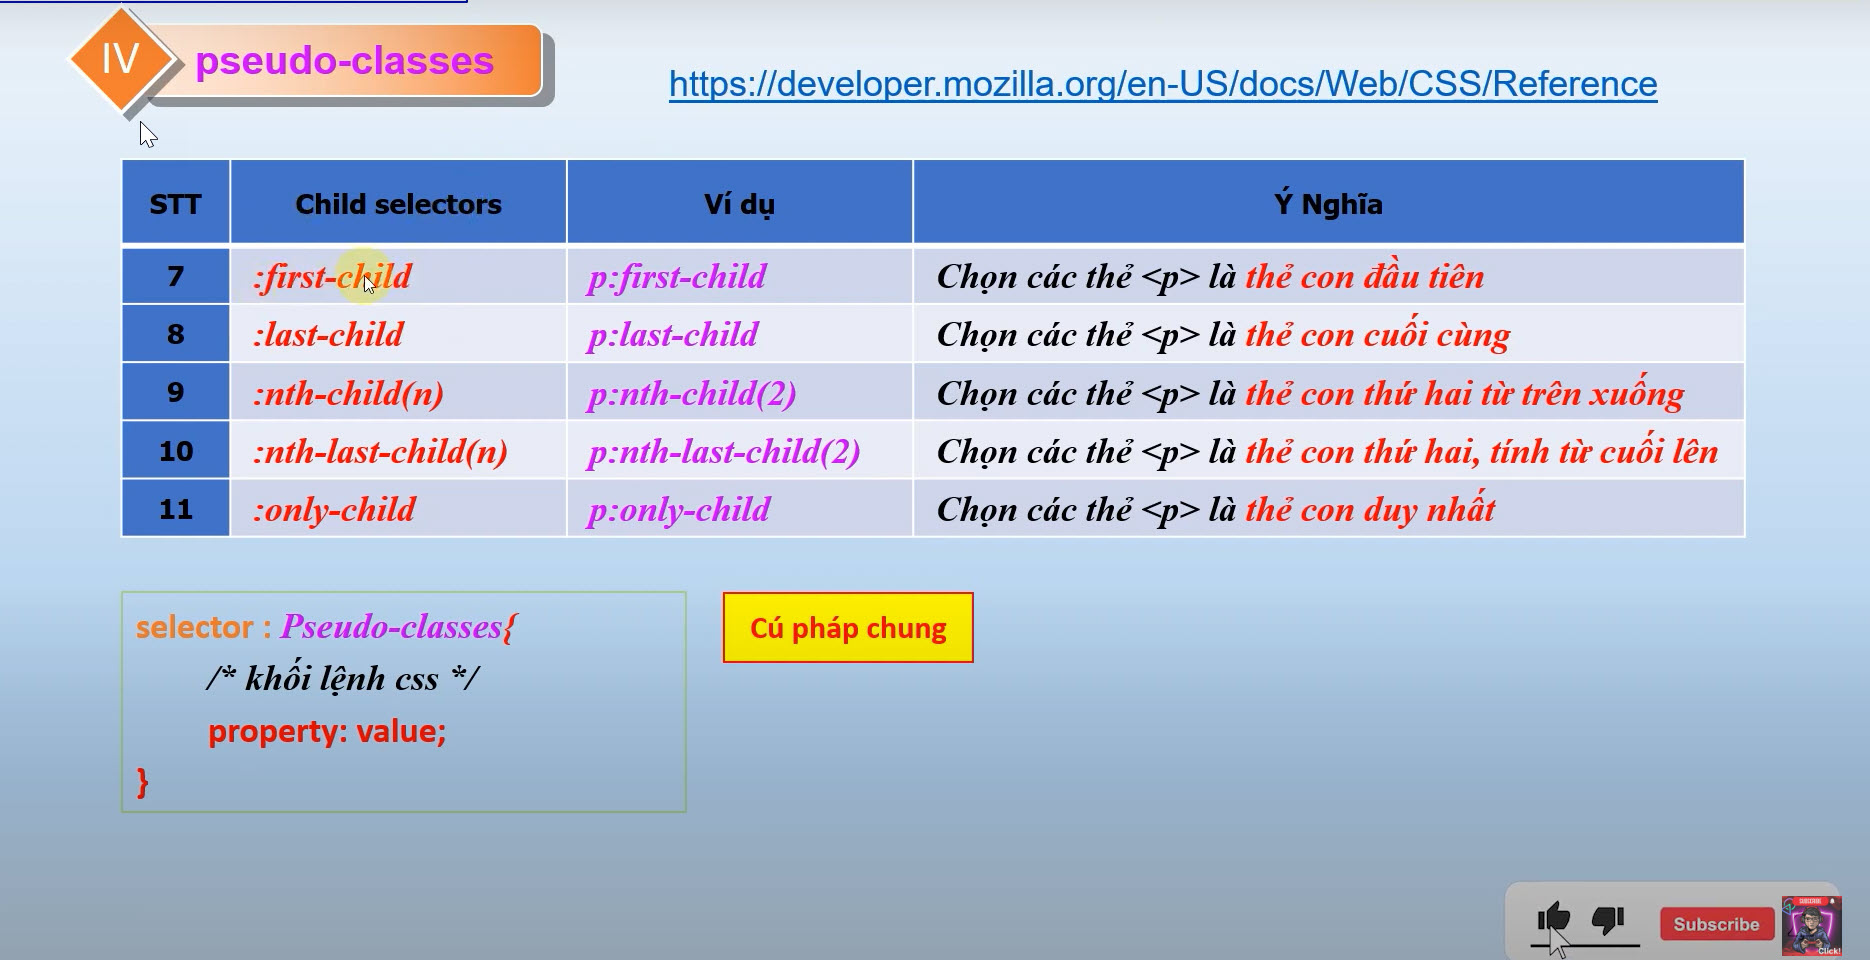 IV pseudo-classes
https://developer.mozilla.org/en-US/docs/Web/CSS/Reference
STT Child selectors Ví dụ Ý Nghĩa
7 :first-child p:first-child Chọn các thẻ <p> là thẻ con đầu tiên
8 :last-child p:last-child Chọn các thẻ <p> là thẻ con cuối cùng
9 :nth-child(n) p:nth-child(2) Chọn các thẻ <p> là thẻ con thứ hai từ trên xuống
10 :nth-last-child(n) p:nth-last-child(2) Chọn các thẻ <p> là thẻ con thứ hai, tính từ cuối lên
11 :only-child p:only-child Chọn các thẻ <p> là thẻ con duy nhất
selector : Pseudo-classes{
/* khối lệnh css */
property: value;
}
Cú pháp chung
Subscribe
SUBSCRIBE
Click!